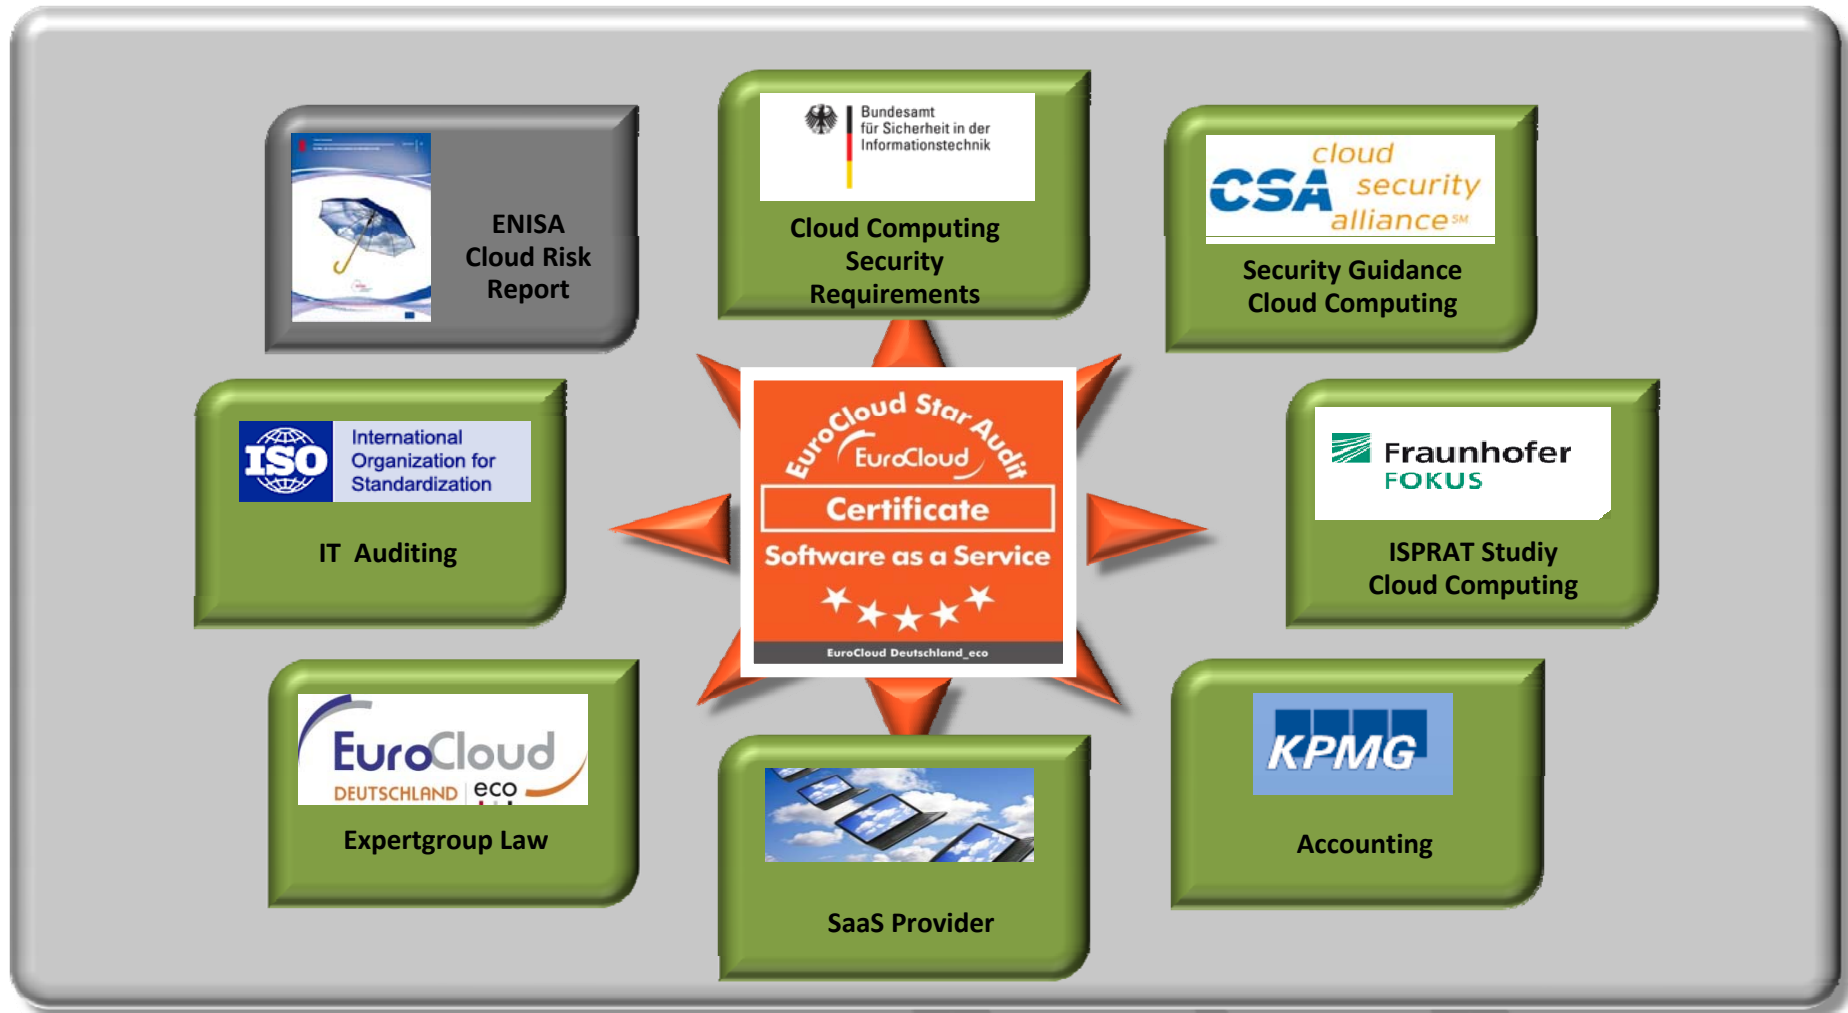 Bundesamt
für Sicherheit in der
Informationstechnik
Cloud Computing
Security
Requirements
ENISA
Cloud Risk
Report
cloud
CSA security
alliance SM
Security Guidance
Cloud Computing
ISO
International
Organization for
Standardization
IT Auditing
EuroCloud Star Audit
EuroCloud
Certificate
Software as a Service
EuroCloud Deutschland_eco
Fraunhofer
FOKUS
ISPRAT Studiy
Cloud Computing
EuroCloud
DEUTSCHLAND eco
Expertgroup Law
SaaS Provider
KPMG
Accounting